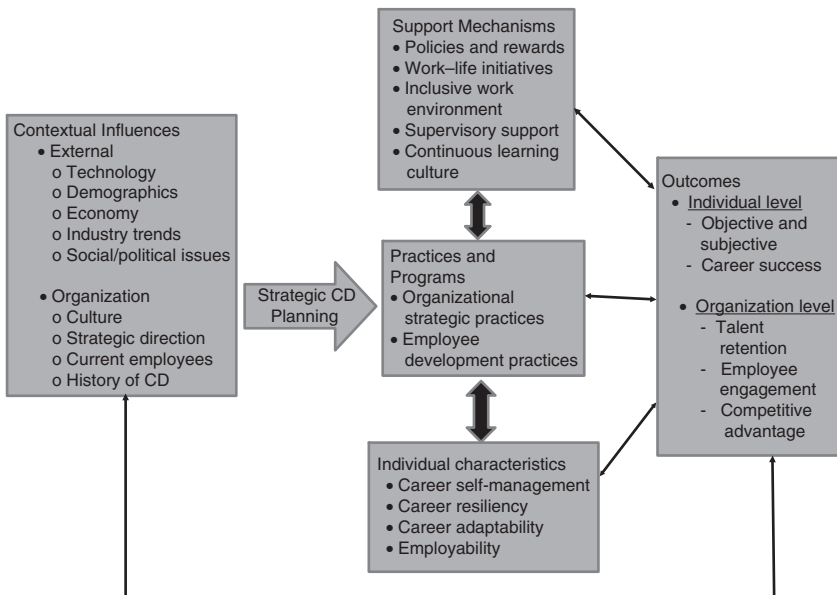 Contextual Influences
• External
o Technology
o Demographics
o Economy
o Industry trends
o Social/political issues
• Organization
o Culture
o Strategic direction
o Current employees
o History of CD
Strategic CD
Planning
Support Mechanisms
• Policies and rewards
• Work–life initiatives
• Inclusive work
environment
• Supervisory support
• Continuous learning
culture
Practices and
Programs
• Organizational
strategic practices
• Employee
development practices
Individual characteristics
• Career self-management
• Career resiliency
• Career adaptability
• Employability
Outcomes
• Individual level
- Objective and
subjective
- Career success
• Organization level
- Talent
retention
- Employee
engagement
- Competitive
advantage